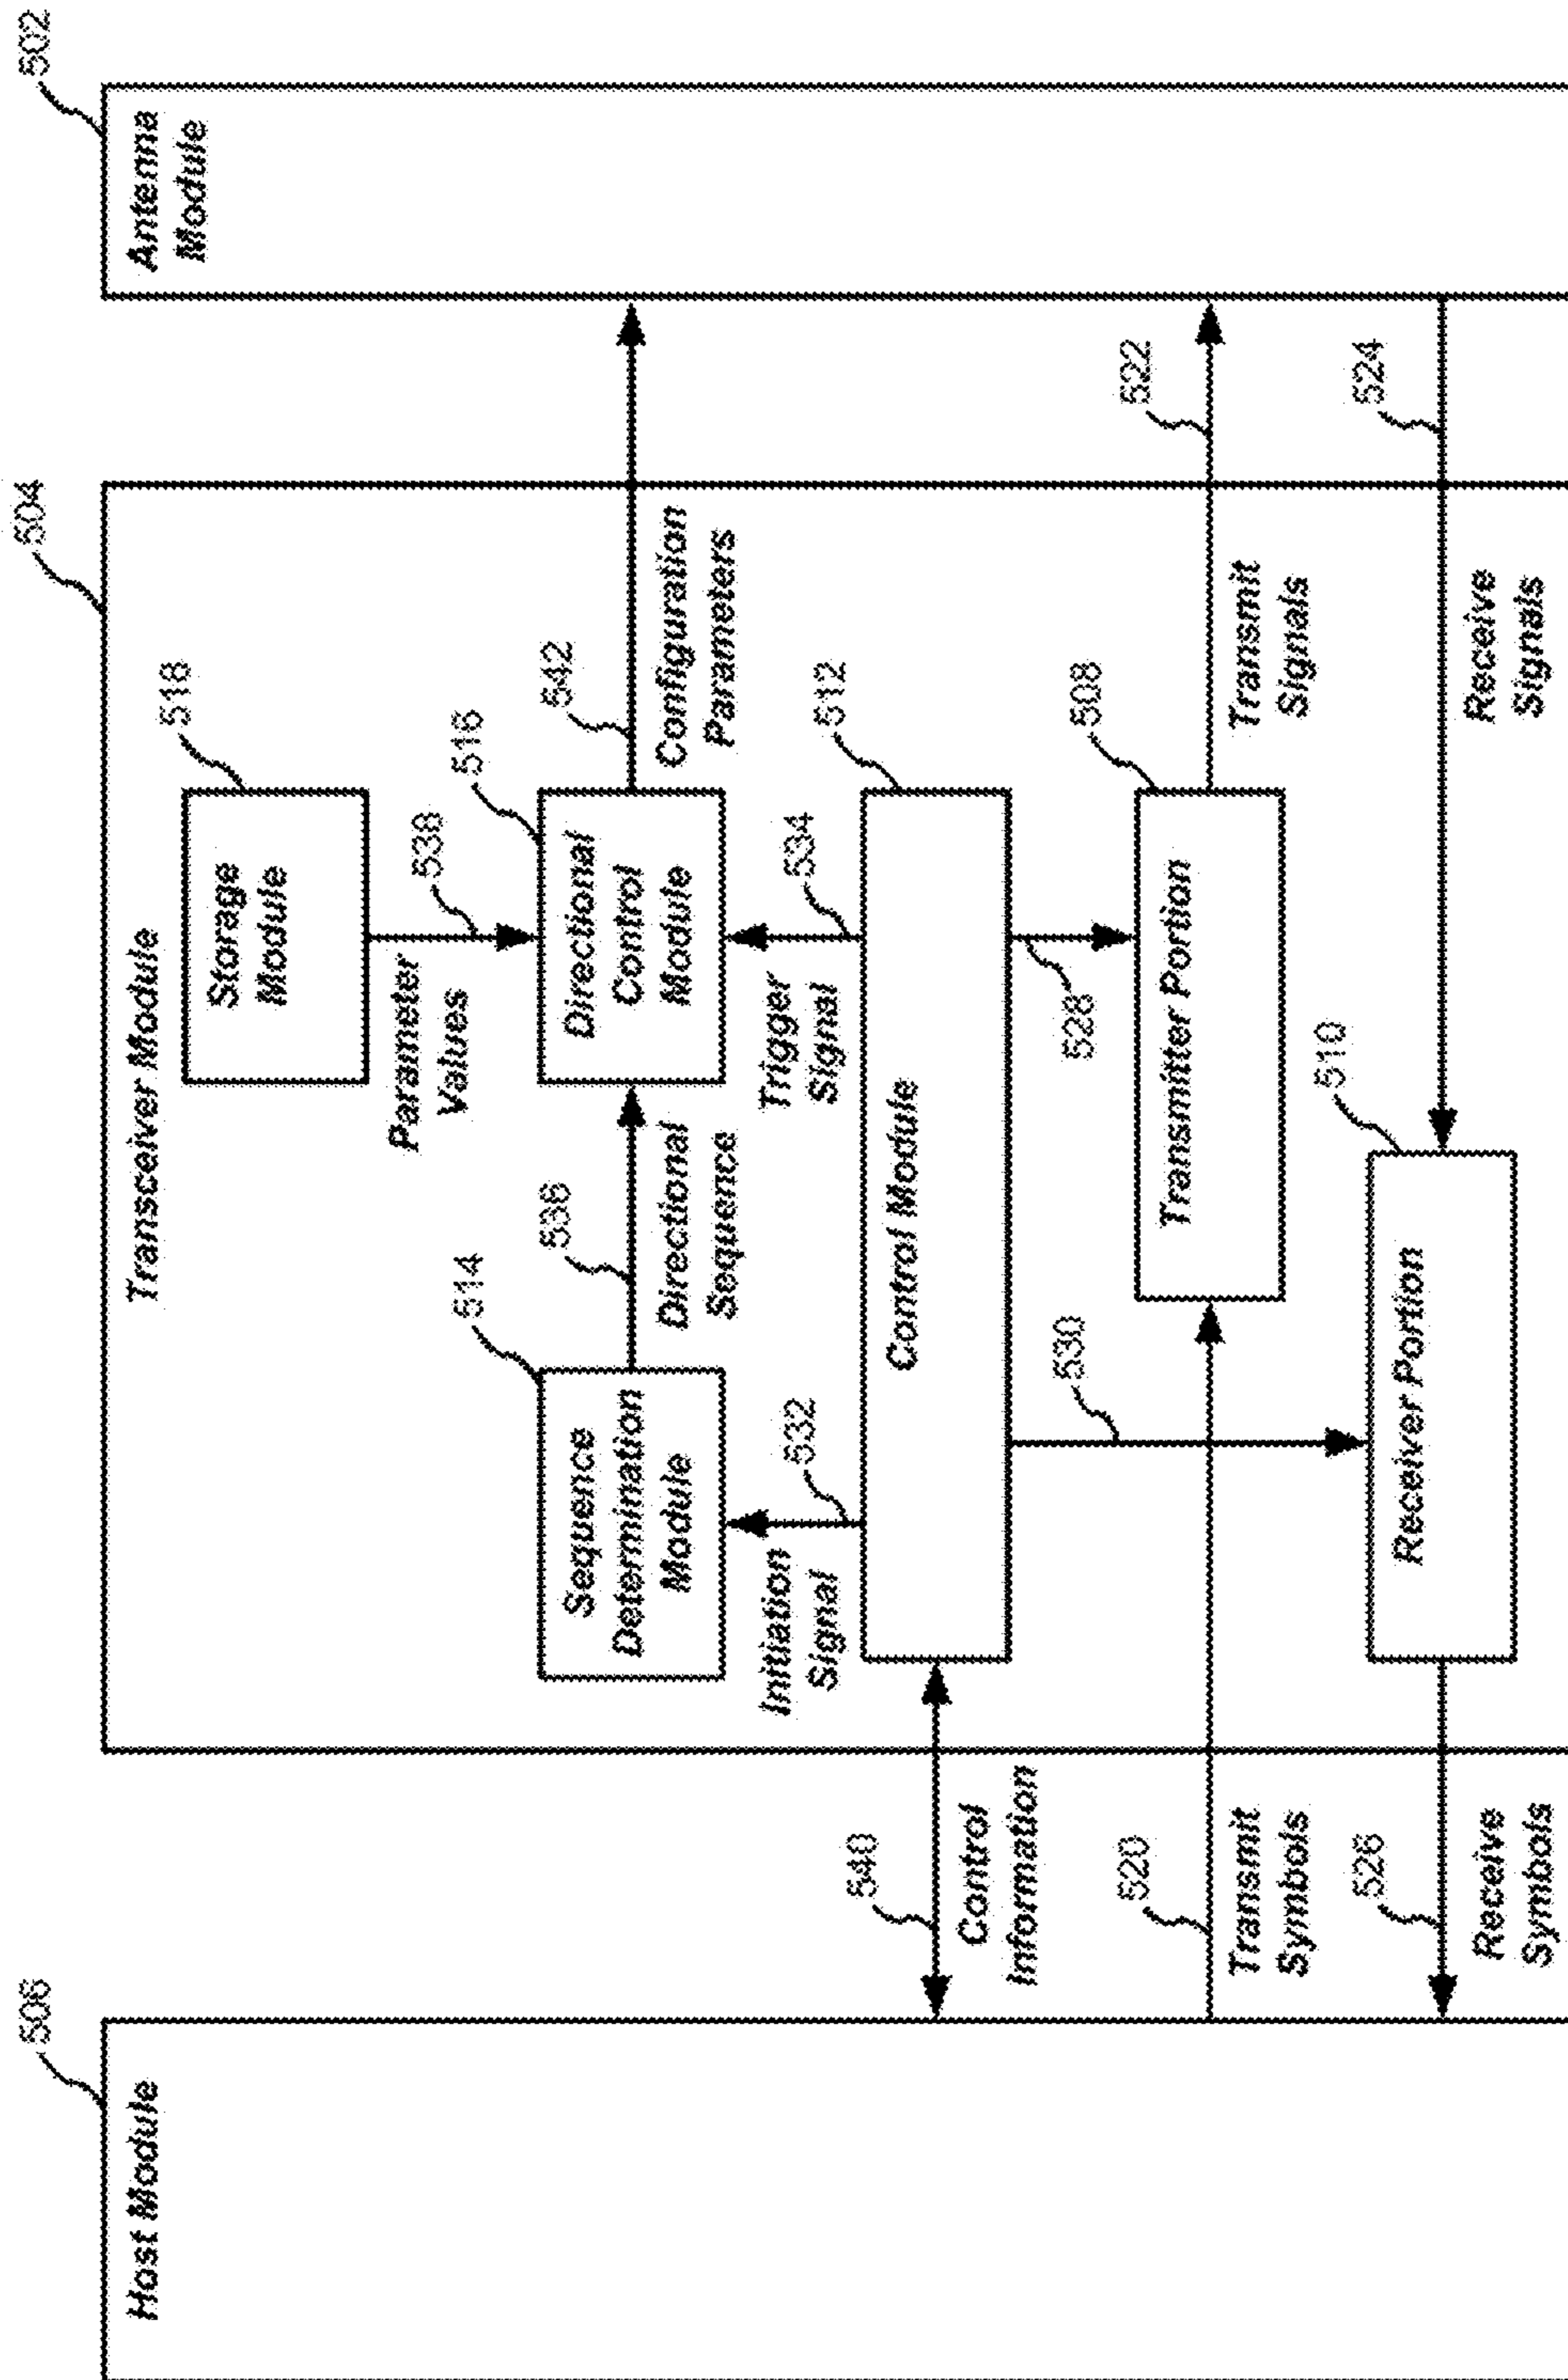 506
504
502
Host Module
Transceiver Module
Antenna
Module
518
Storage
Module
538
Parameter
Values
514
536
516
542
Sequence
Determination
Module
Directional
Sequence
Directional
Control
Module
Configuration
Parameters
532
534
512
Initiation
Signal
Trigger
Signal
540
Control
Information
Control Module
530
528
508
522
520
Transmit
Symbols
Transmitter Portion
Transmit
Signals
510
526
524
Receive
Symbols
Receiver Portion
Receive
Signals